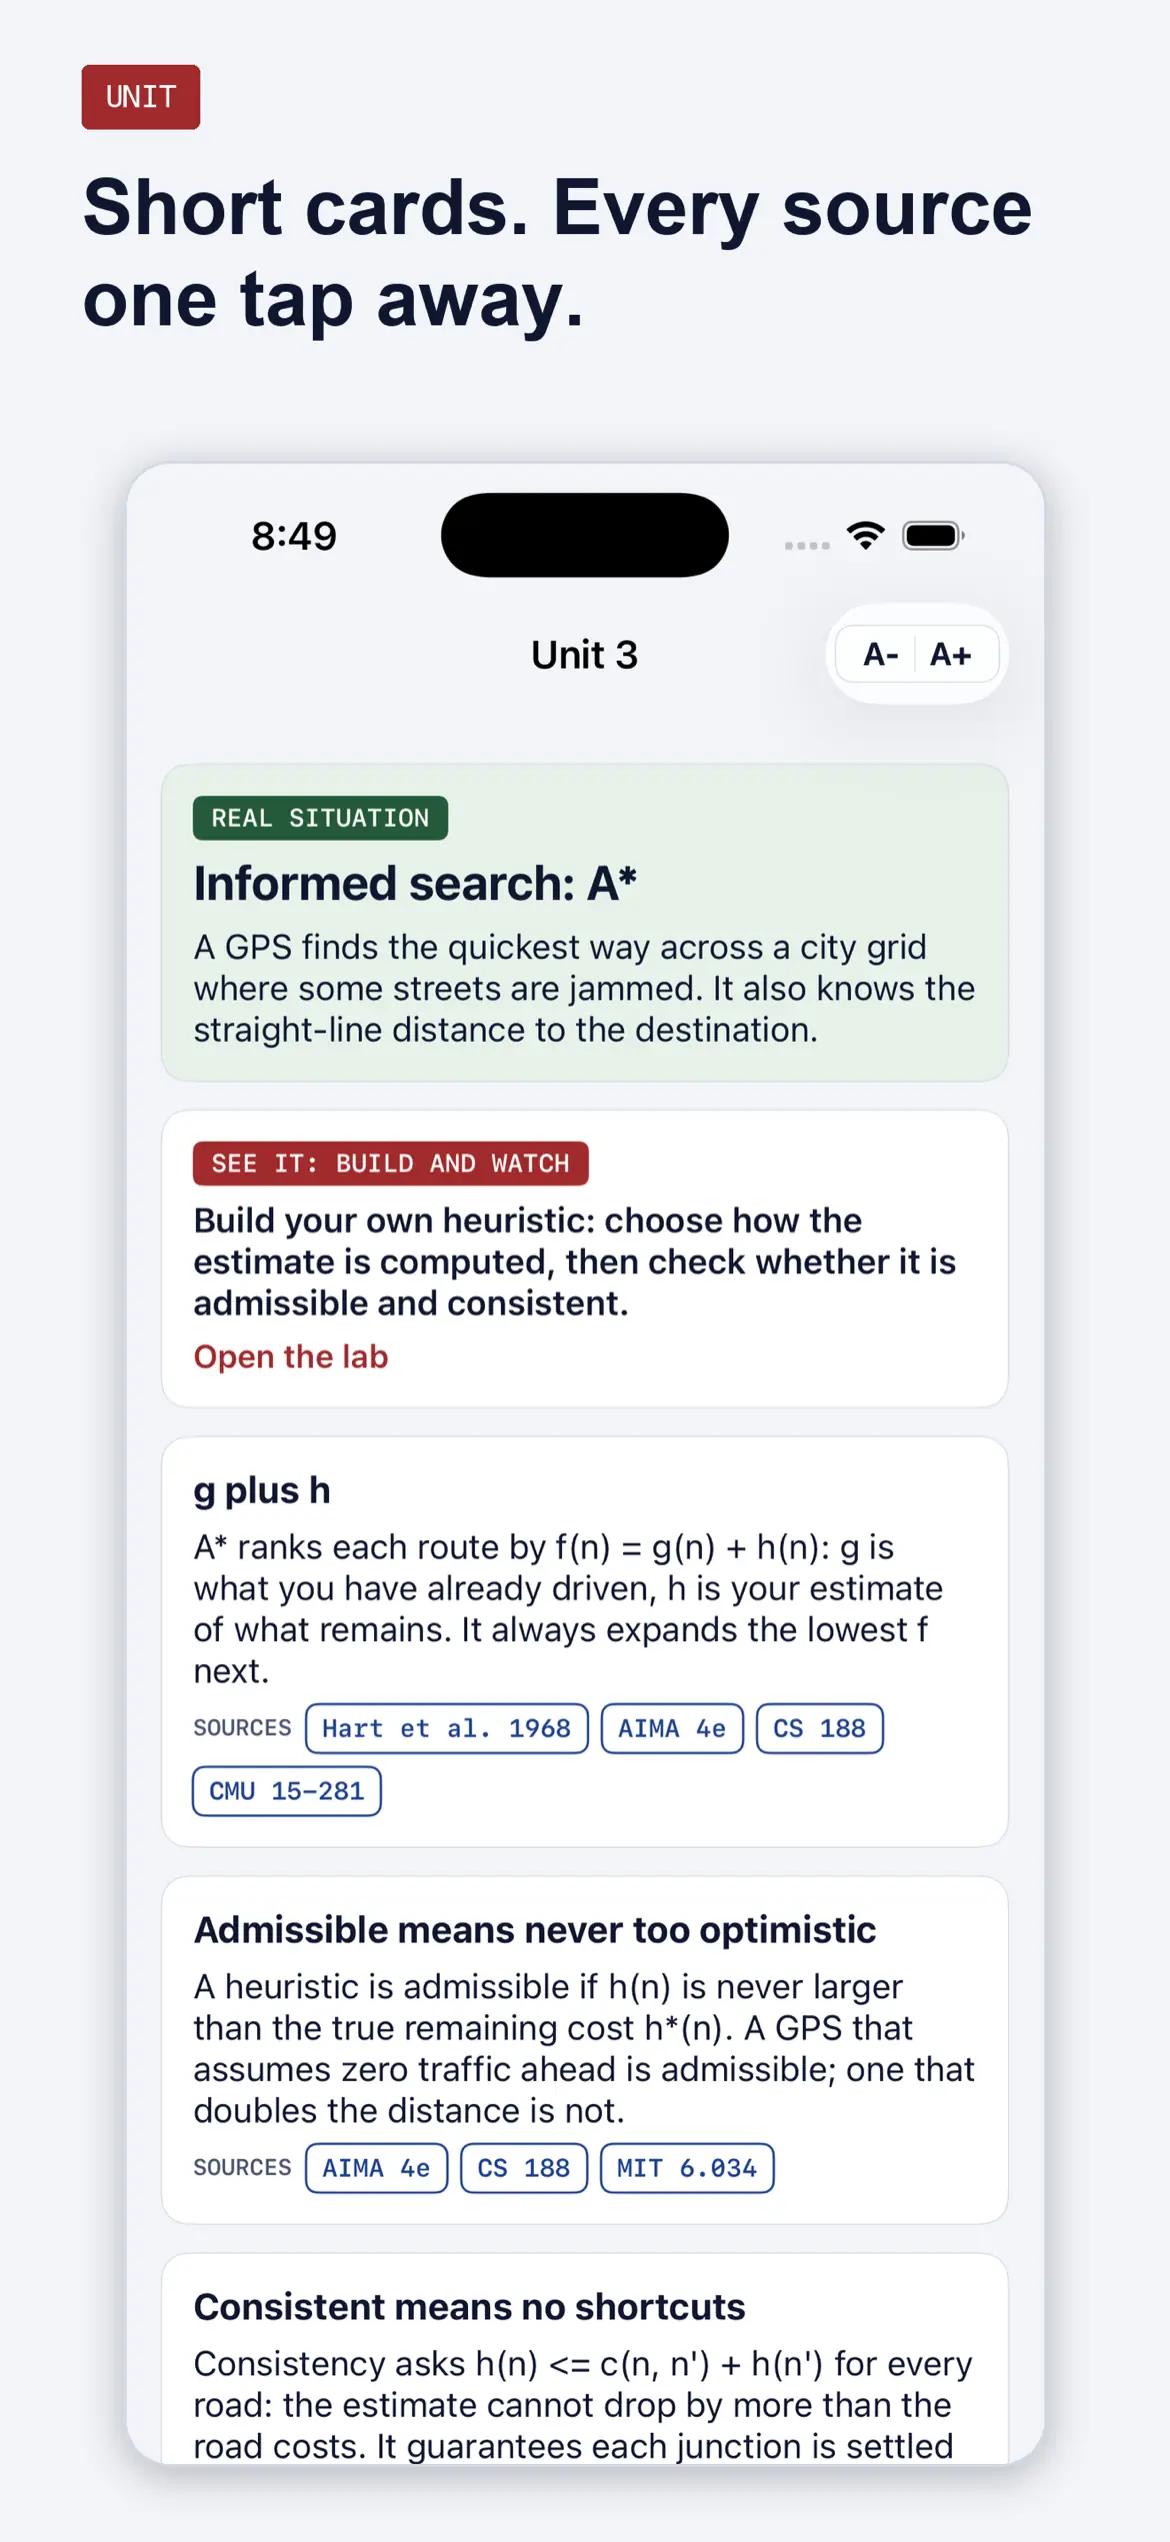 UNIT
Short cards. Every source
one tap away.
8:49
Unit 3
A- A+
REAL SITUATION
Informed search: A*
A GPS finds the quickest way across a city grid
where some streets are jammed. It also knows the
straight-line distance to the destination.
SEE IT: BUILD AND WATCH
Build your own heuristic: choose how the
estimate is computed, then check whether it is
admissible and consistent.
Open the lab
g plus h
A* ranks each route by f(n) = g(n) + h(n): g is
what you have already driven, h is your estimate
of what remains. It always expands the lowest f
next.
SOURCES Hart et al. 1968 AIMA 4e CS 188
CMU 15-281
Admissible means never too optimistic
A heuristic is admissible if h(n) is never larger
than the true remaining cost h*(n). A GPS that
assumes zero traffic ahead is admissible; one that
doubles the distance is not.
SOURCES AIMA 4e CS 188 MIT 6.034
Consistent means no shortcuts
Consistency asks h(n) <= c(n, n') + h(n') for every
road: the estimate cannot drop by more than the
road costs. It guarantees each junction is settled